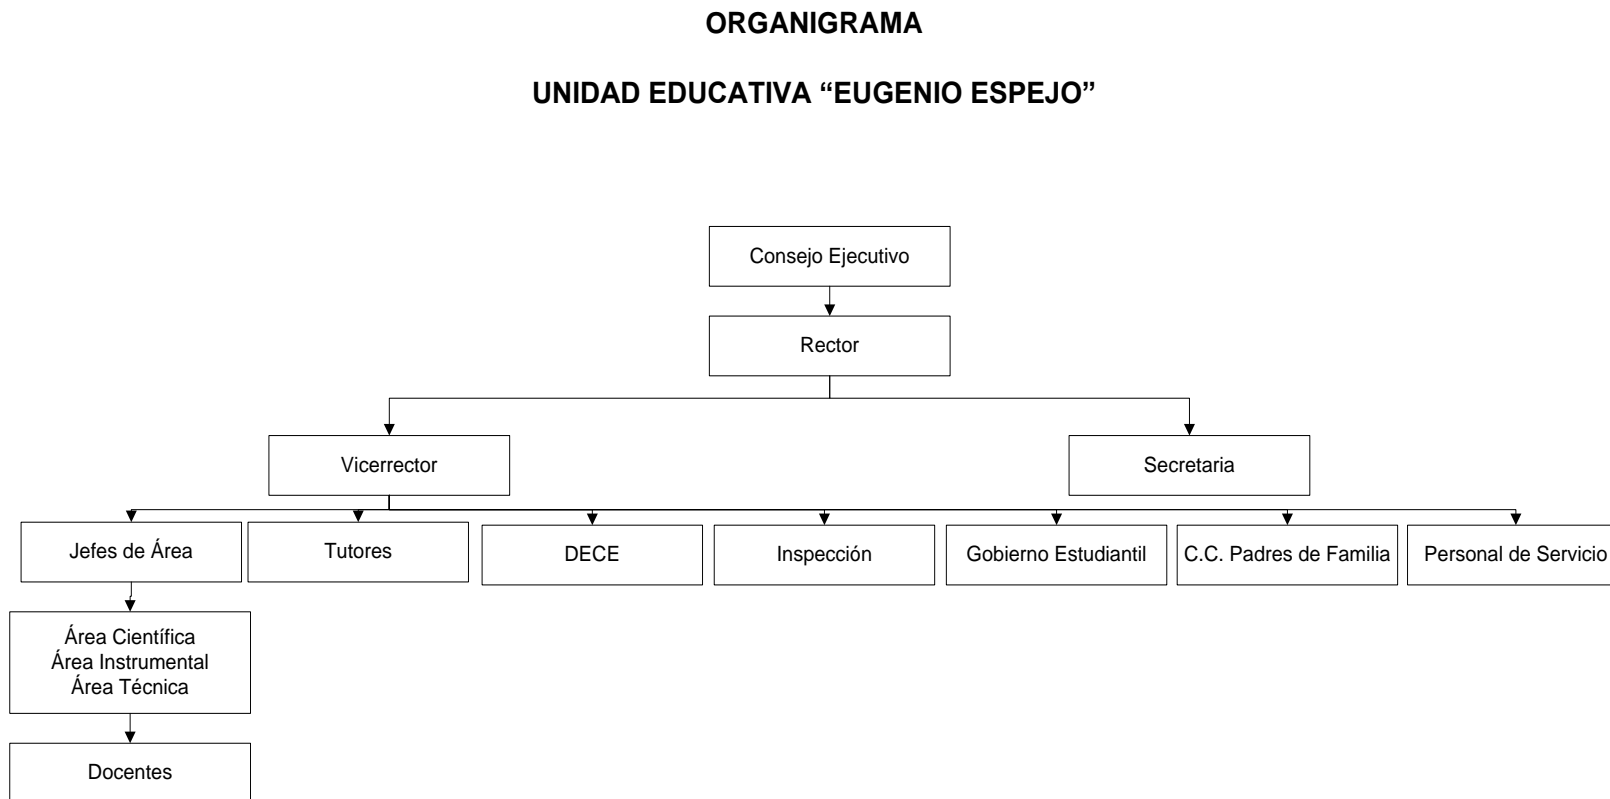 ORGANIGRAMA
UNIDAD EDUCATIVA “EUGENIO ESPEJO”
Consejo Ejecutivo
Rector
Vicerrector
Secretaria
Jefes de Área
Tutores
DECE
Inspección
Gobierno Estudiantil
C.C. Padres de Familia
Personal de Servicio
Área Científica
Área Instrumental
Área Técnica
Docentes